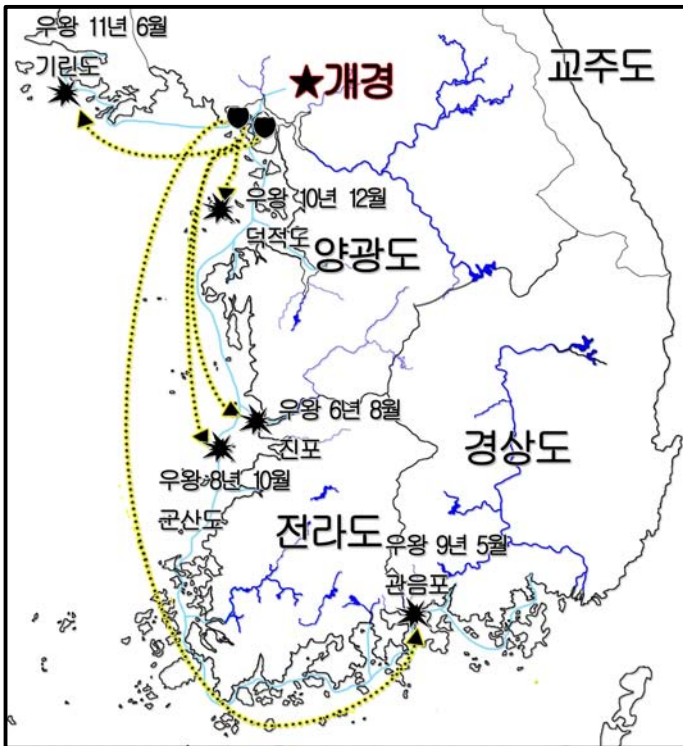 우왕 11년 6월
기린도
★개경
교주도
우왕 10년 12월
덕적도
양광도
우왕 6년 8월
진포
우왕 8년 10월
군산도
경상도
전라도
우왕 9년 5월
관음포